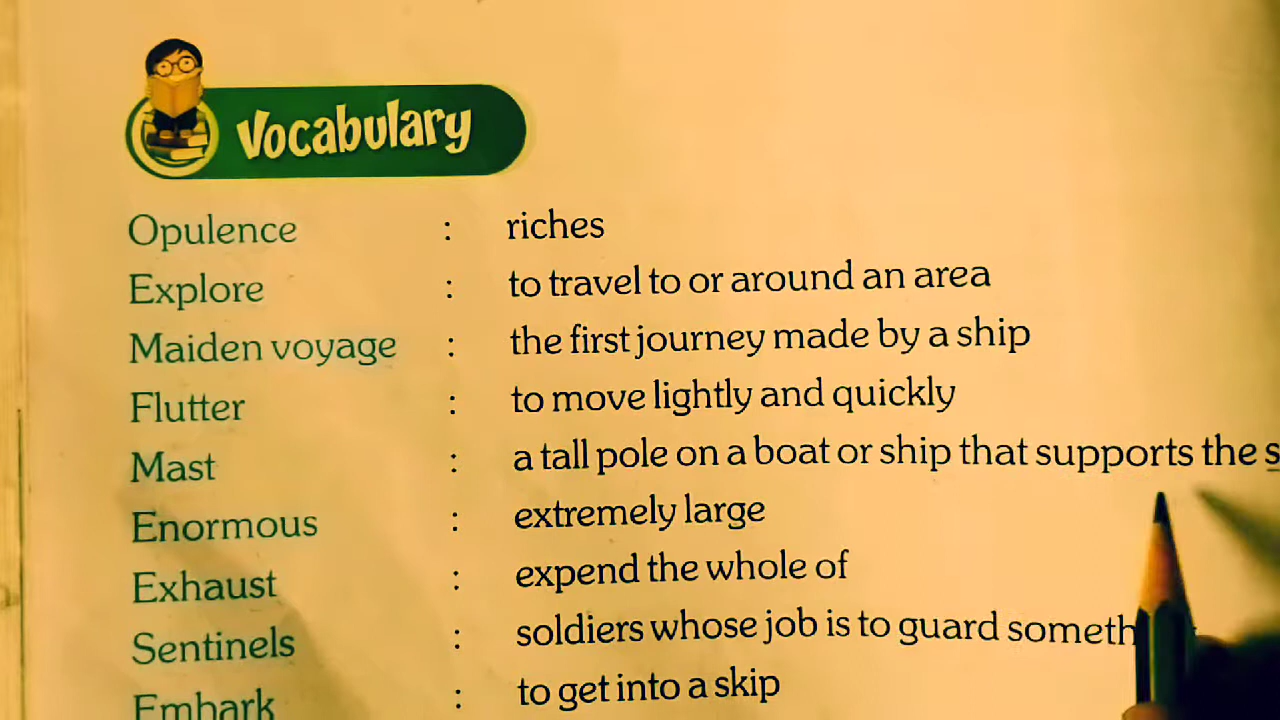 Vocabulary
Opulence : riches
Explore : to travel to or around an area
Maiden voyage : the first journey made by a ship
Flutter : to move lightly and quickly
Mast : a tall pole on a boat or ship that supports the
Enormous : extremely large
Exhaust : expend the whole of
Sentinels : soldiers whose job is to guard
Embark : to get into a skip